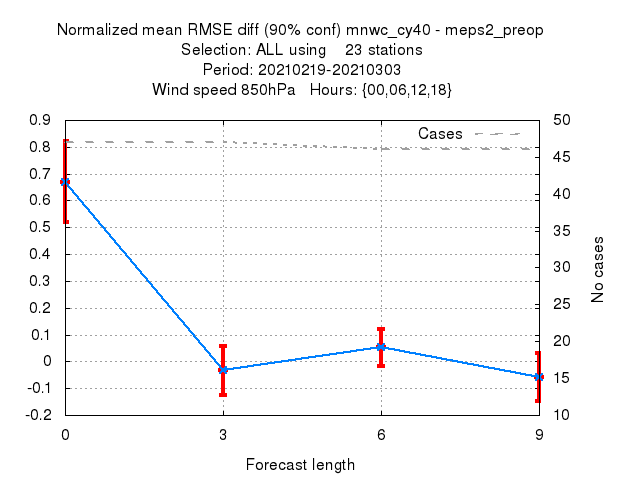 Normalized mean RMSE diff (90% conf) mnwc_cy40 - meps2_preop
Selection: ALL using    23 stations
Period: 20210219-20210303
Wind speed 850hPa   Hours: {00,06,12,18}
Cases
0.9
0.8
0.7
0.6
0.5
0.4
0.3
0.2
0.1
0
-0.1
-0.2
50
45
40
35
30
25
20
15
10
No cases
0 3 6 9
Forecast length